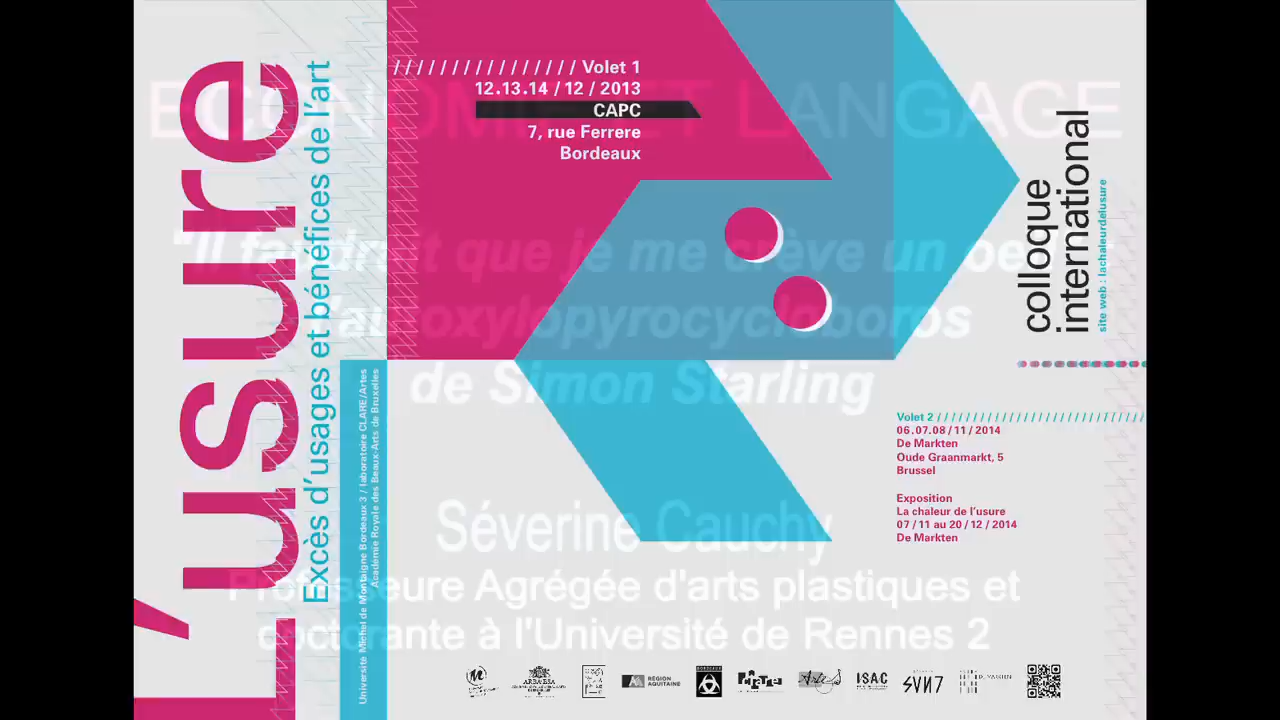 L'usure
Excès d'usages et bénéfices de l'art
Université Michel de Montaigne Bordeaux 3 / laboratoire CLARE/Artes
Académie Royale des Beaux-Arts de Bruxelles
/ / / / / / / / / / / / / / / / Volet 1
12.13.14 / 12 / 2013
CAPC
7, rue Ferrere
Bordeaux
colloque
international
site web : lachaleurdelusure
Volet 2 / / / / / / / / / / / / / / / / / / / / / / / / / / / / /
06.07.08 / 11 / 2014
De Markten
Oude Graanmarkt, 5
Brussel
Exposition
La chaleur de l'usure
07 / 11 au 20 / 12 / 2014
De Markten
ECONOMIE ET LANGAGE
"Il faudrait que je me crève un oeil"
de Simon Starling
Séverine Cauchy
Professeure Agrégée d'arts plastiques et
doctorante à l'Université de Rennes 2
ARBA-ESA
RÉGION
AQUITAINE
BORDEAUX
ISAC